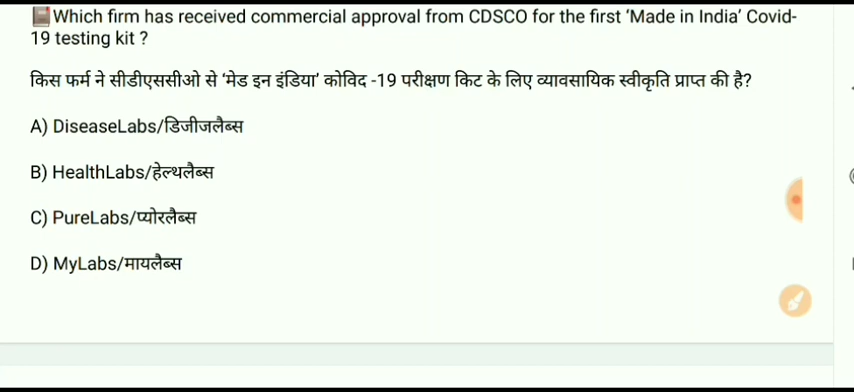 Which firm has received commercial approval from CDSCO for the first ‘Made in India’ Covid-
19 testing kit ?
किस फर्म ने सीडीएससीओ से ‘मेड इन इंडिया’ कोविद -19 परीक्षण किट के लिए व्यावसायिक स्वीकृति प्राप्त की है?
A) DiseaseLabs/डिजीजलैब्स
B) HealthLabs/हेल्थलैब्स
C) PureLabs/प्योरलैब्स
D) MyLabs/मायलैब्स